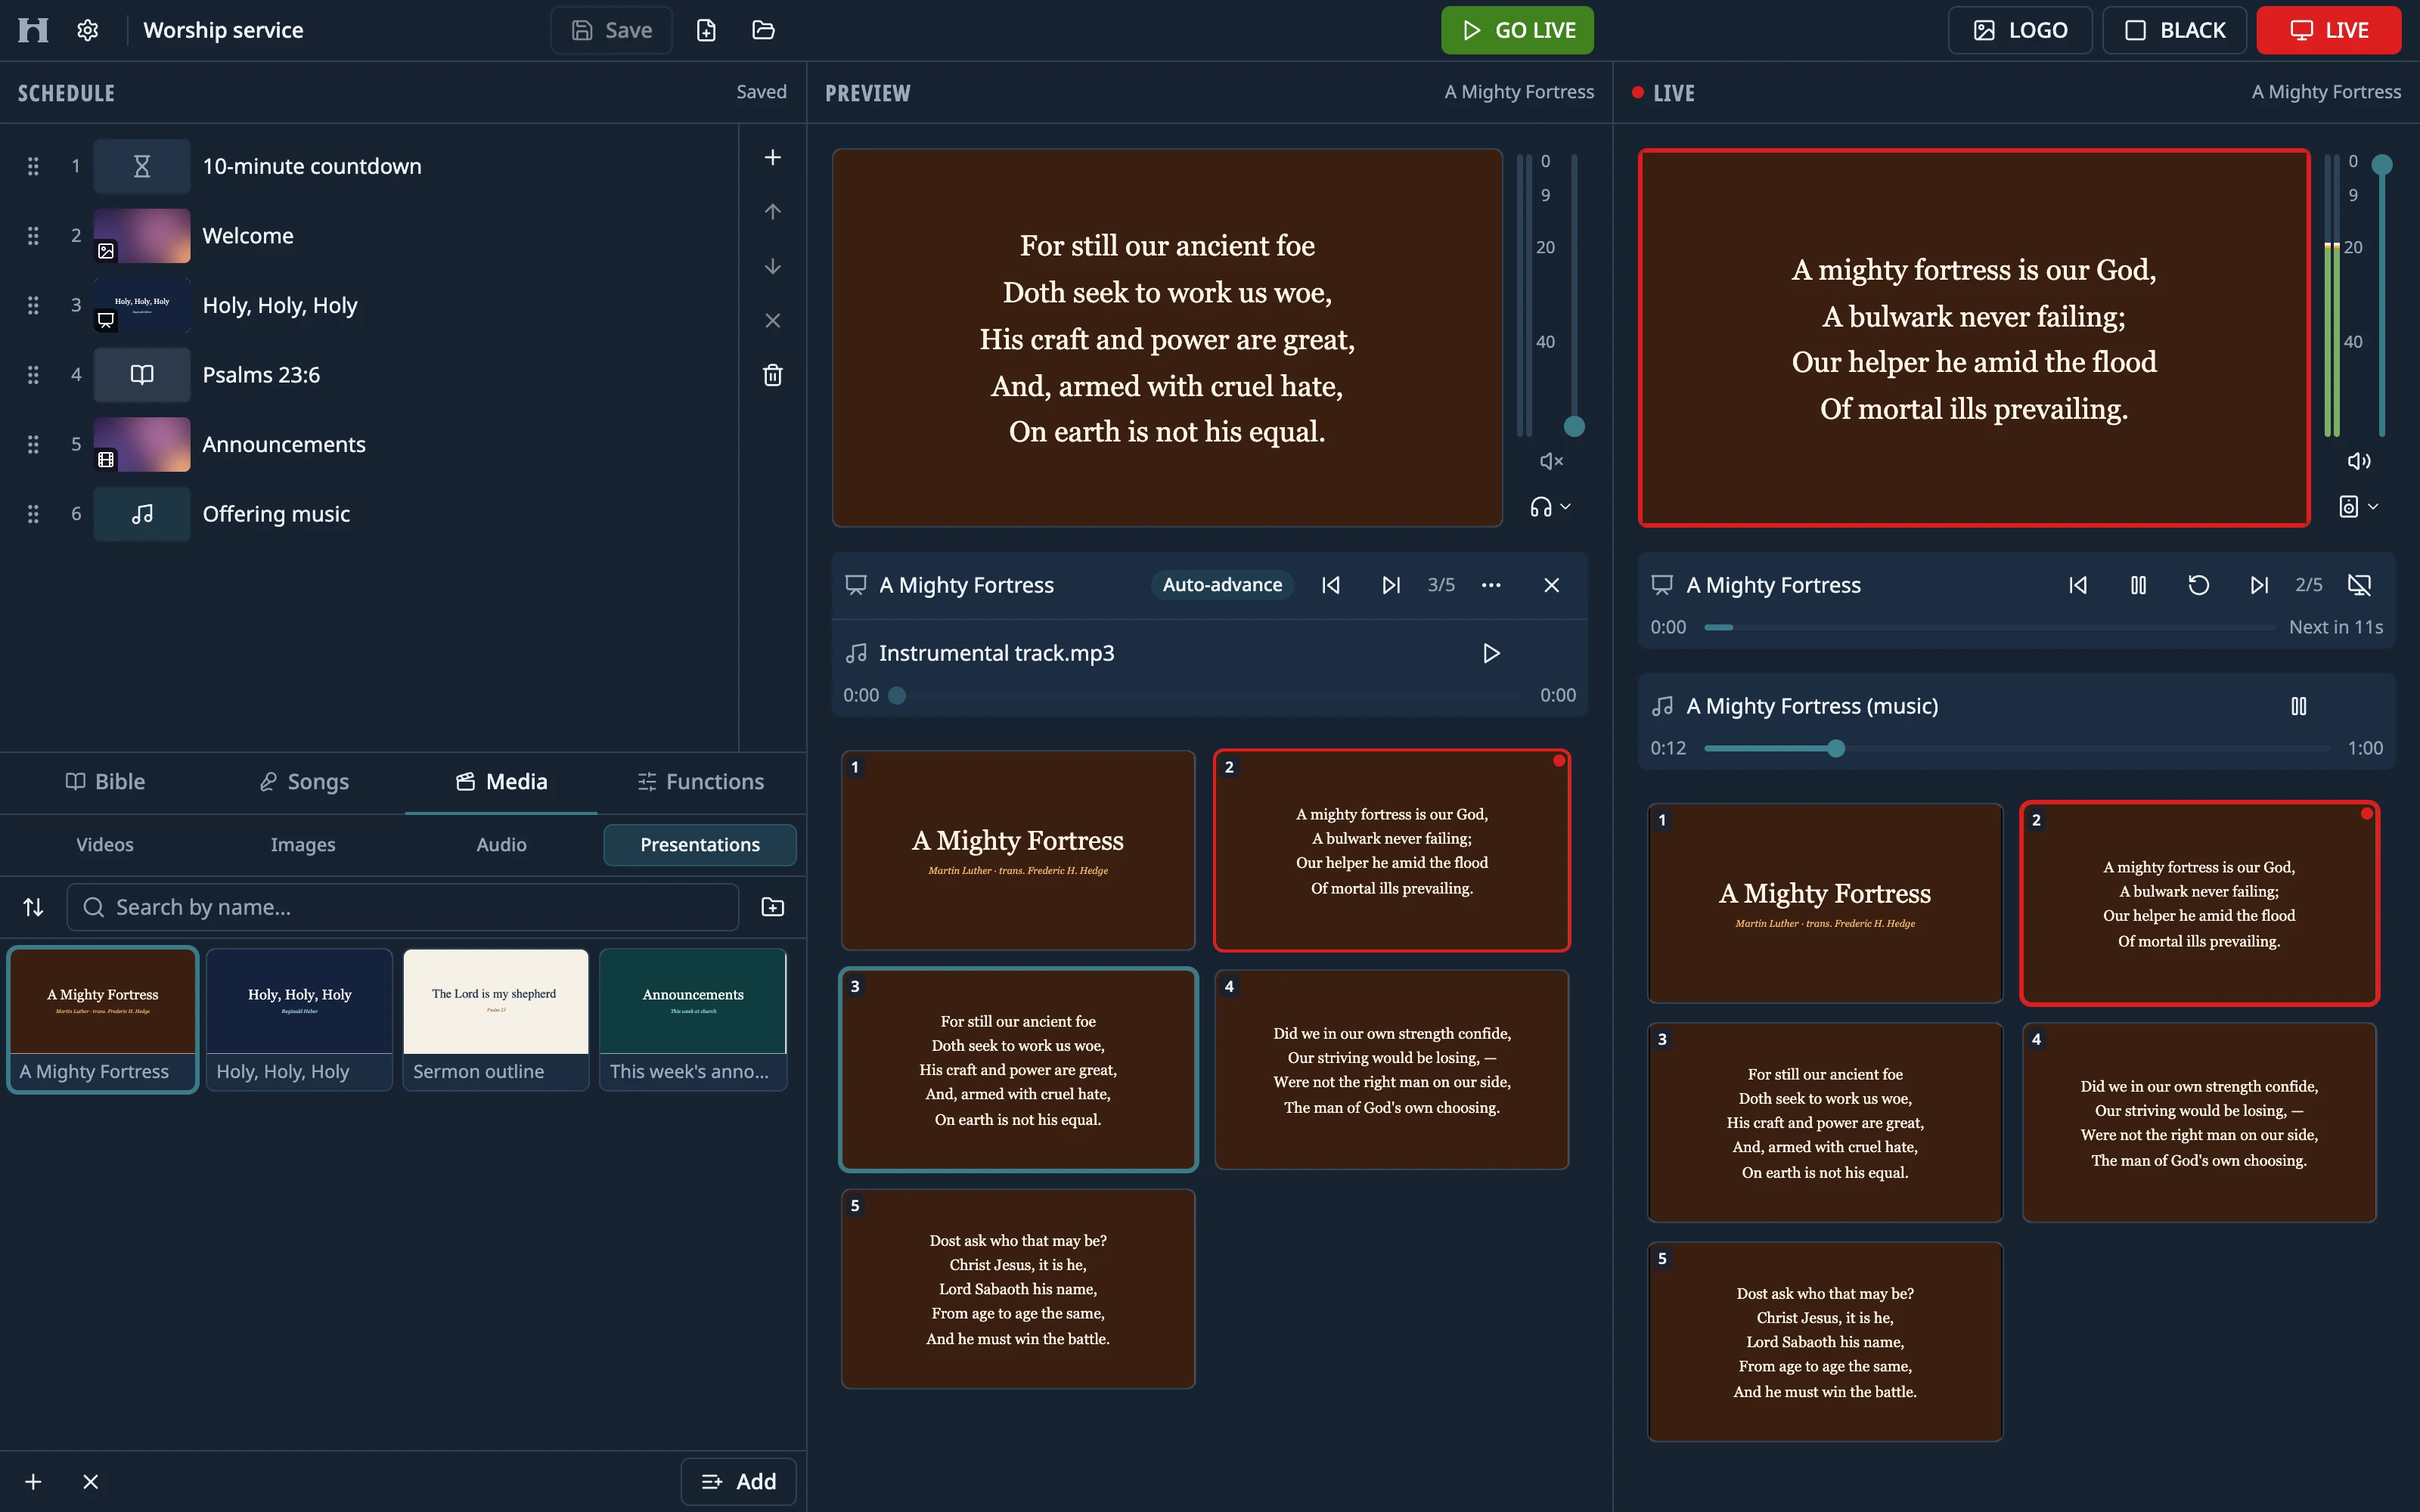 Worship service
Save
GO LIVE
LOGO
BLACK
LIVE
SCHEDULE
Saved
1
10-minute countdown
2
Welcome
3
Holy, Holy, Holy
Holy, Holy, Holy
4
Psalms 23:6
5
Announcements
6
Offering music
Bible
Songs
Media
Functions
Videos
Images
Audio
Presentations
Search by name...
A Mighty Fortress
Martin Luther · trans. Frederic H. Hedge
A Mighty Fortress
Holy, Holy, Holy
Reginald Heber
Holy, Holy, Holy
The Lord is my shepherd
Psalm 23
Sermon outline
Announcements
This week at church
This week's anno...
Add
PREVIEW
A Mighty Fortress
For still our ancient foe
Doth seek to work us woe,
His craft and power are great,
And, armed with cruel hate,
On earth is not his equal.
0
9
20
40
A Mighty Fortress
Auto-advance
3/5
Instrumental track.mp3
0:00
0:00
1
A Mighty Fortress
Martin Luther · trans. Frederic H. Hedge
2
A mighty fortress is our God,
A bulwark never failing;
Our helper he amid the flood
Of mortal ills prevailing.
3
For still our ancient foe
Doth seek to work us woe,
His craft and power are great,
And, armed with cruel hate,
On earth is not his equal.
4
Did we in our own strength confide,
Our striving would be losing, —
Were not the right man on our side,
The man of God's own choosing.
5
Dost ask who that may be?
Christ Jesus, it is he,
Lord Sabaoth his name,
From age to age the same,
And he must win the battle.
LIVE
A Mighty Fortress
A mighty fortress is our God,
A bulwark never failing;
Our helper he amid the flood
Of mortal ills prevailing.
0
9
20
40
A Mighty Fortress
2/5
0:00
Next in 11s
A Mighty Fortress (music)
0:12
1:00
1
A Mighty Fortress
Martin Luther · trans. Frederic H. Hedge
2
A mighty fortress is our God,
A bulwark never failing;
Our helper he amid the flood
Of mortal ills prevailing.
3
For still our ancient foe
Doth seek to work us woe,
His craft and power are great,
And, armed with cruel hate,
On earth is not his equal.
4
Did we in our own strength confide,
Our striving would be losing, —
Were not the right man on our side,
The man of God's own choosing.
5
Dost ask who that may be?
Christ Jesus, it is he,
Lord Sabaoth his name,
From age to age the same,
And he must win the battle.